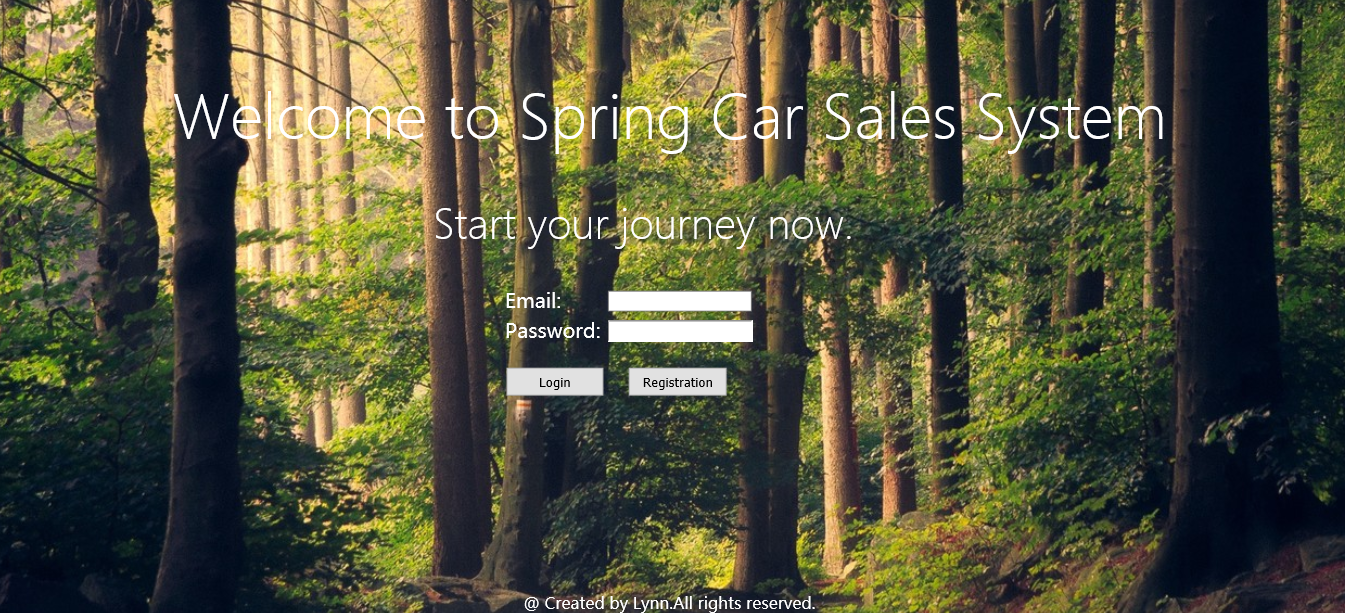 Welcome to Spring Car Sales System
Start your journey now.
Email:
Password:
Login Registration
@ Created by Lynn.All rights reserved.